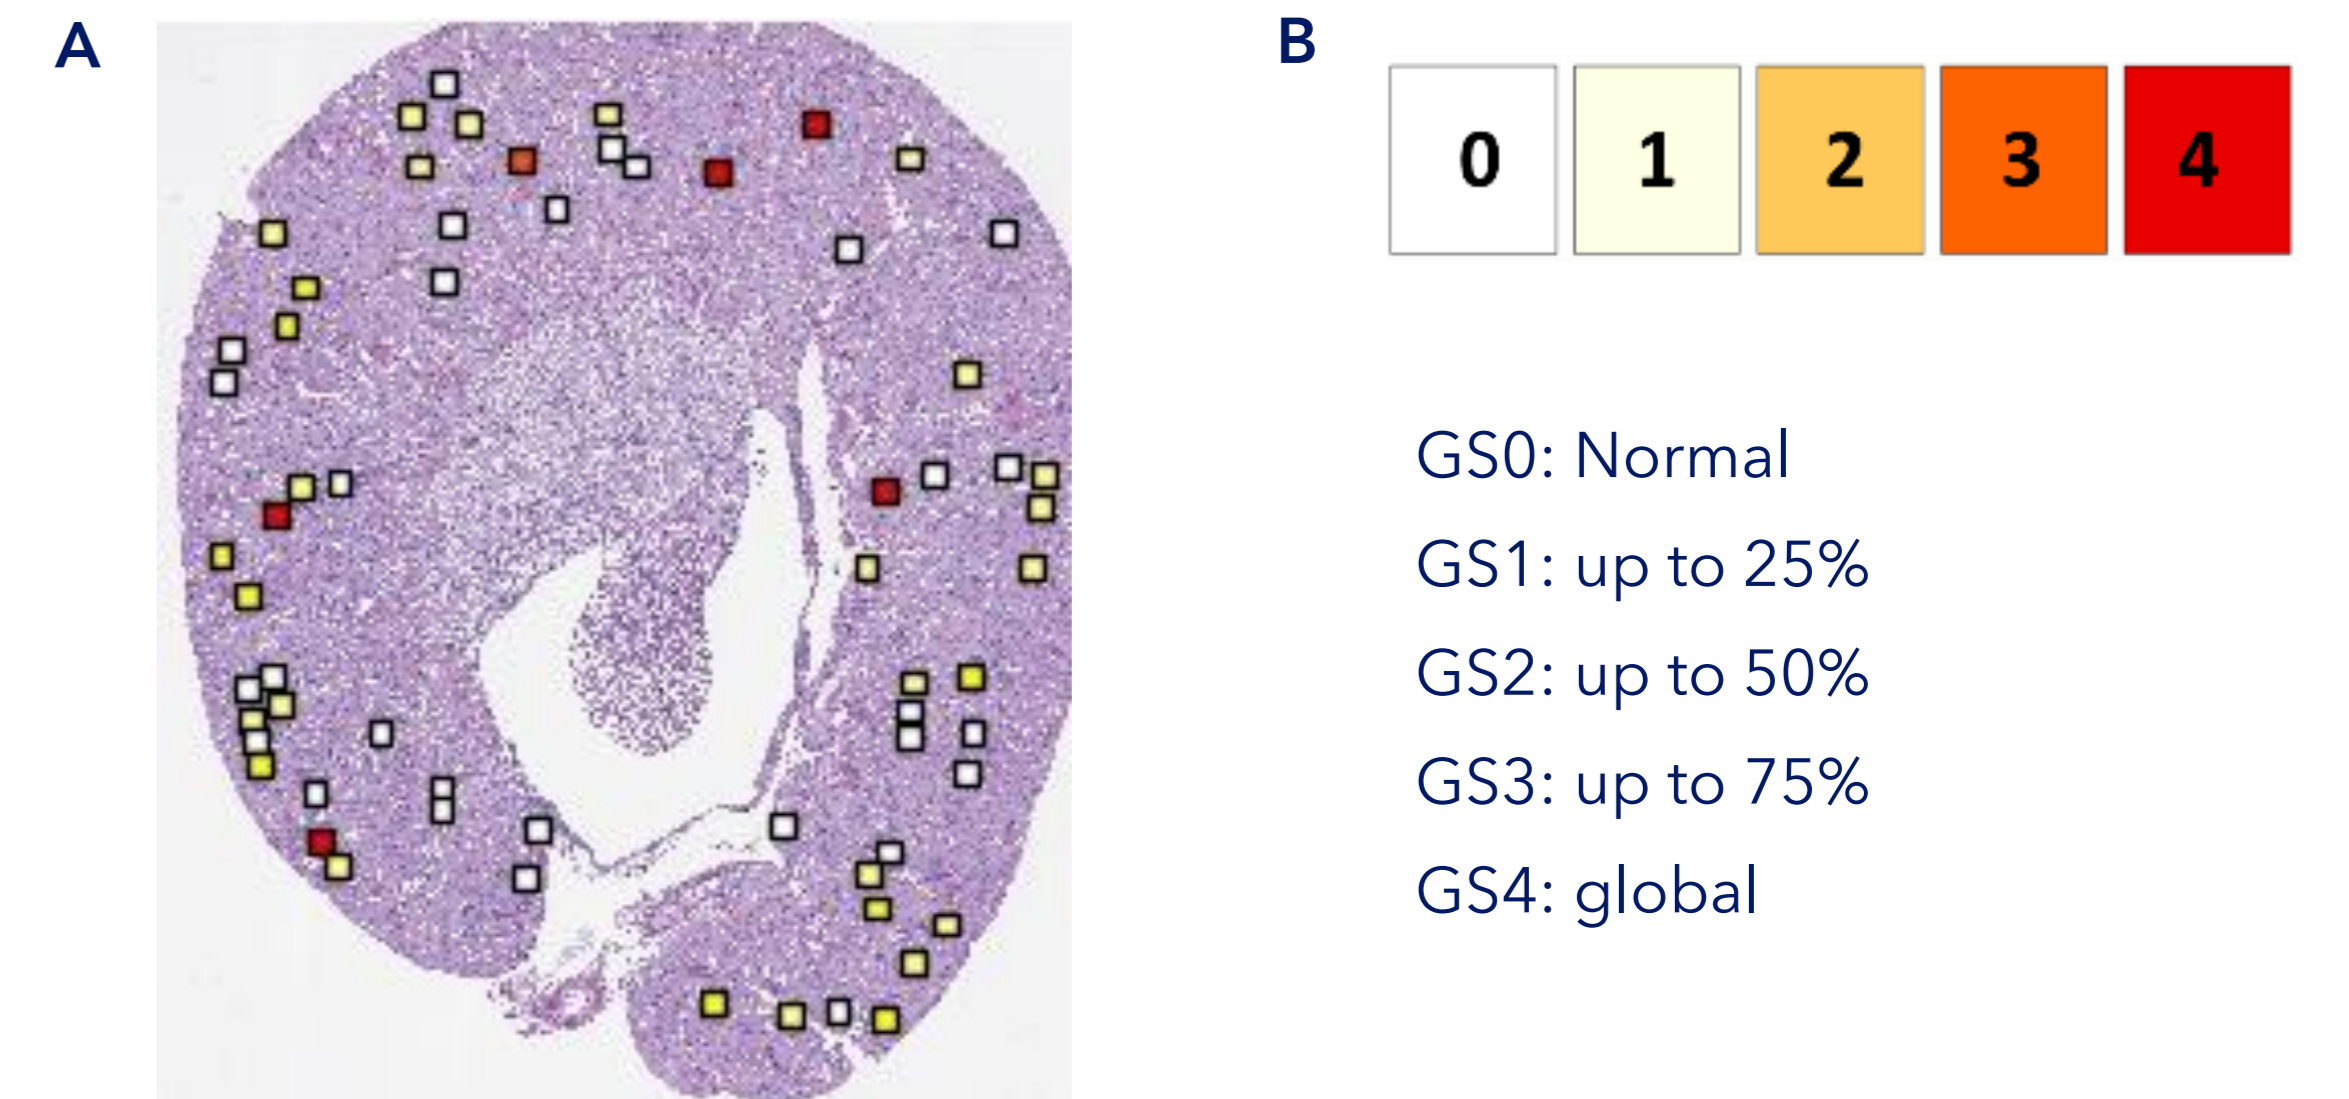 A
B
0 1 2 3 4
GS0: Normal
GS1: up to 25%
GS2: up to 50%
GS3: up to 75%
GS4: global